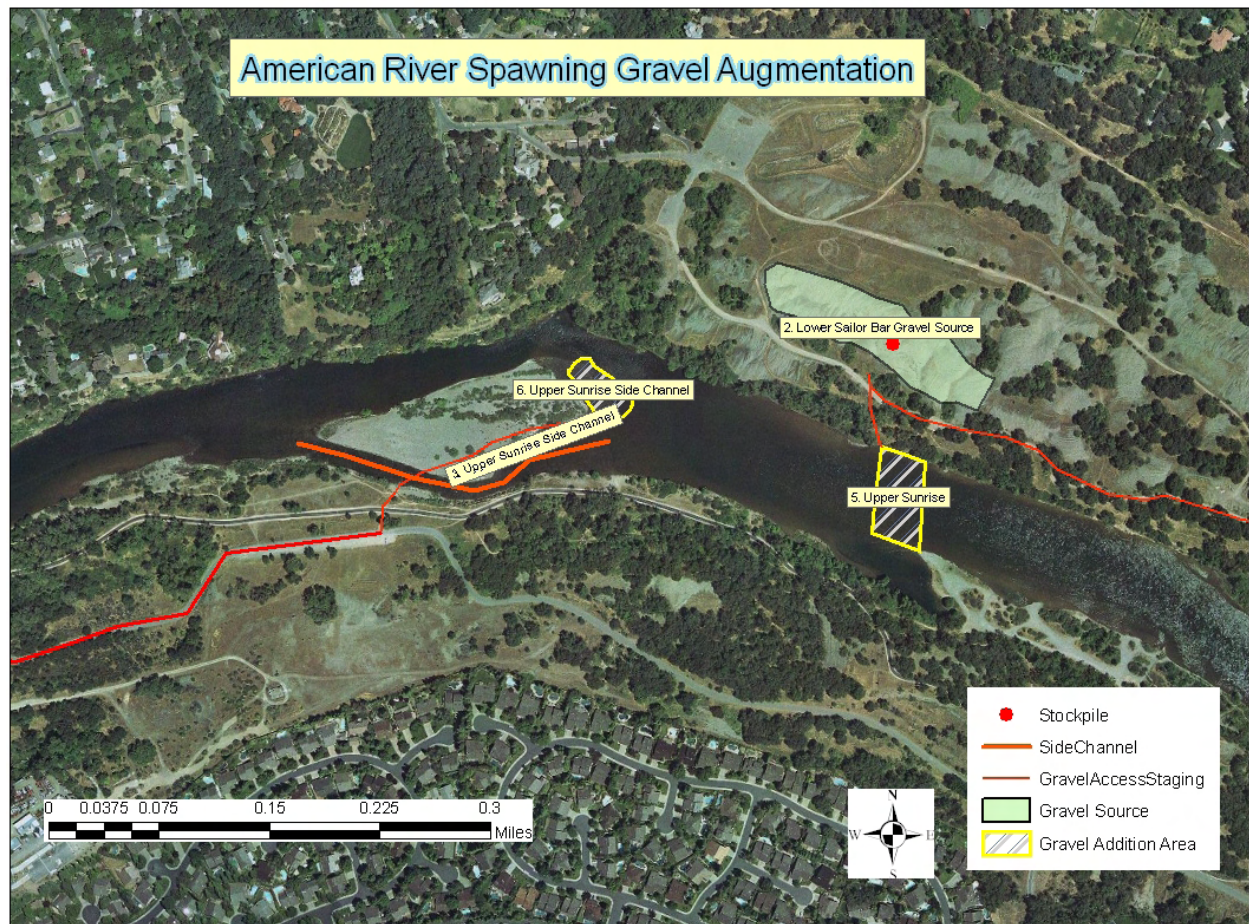 American River Spawning Gravel Augmentation
2. Lower Sailor Bar Gravel Source
6. Upper Sunrise Side Channel
3. Upper Sunrise Side Channel
5. Upper Sunrise
Stockpile
SideChannel
GravelAccessStaging
Gravel Source
Gravel Addition Area
0 0.0375 0.075 0.15 0.225 0.3
Miles
N
W E
S